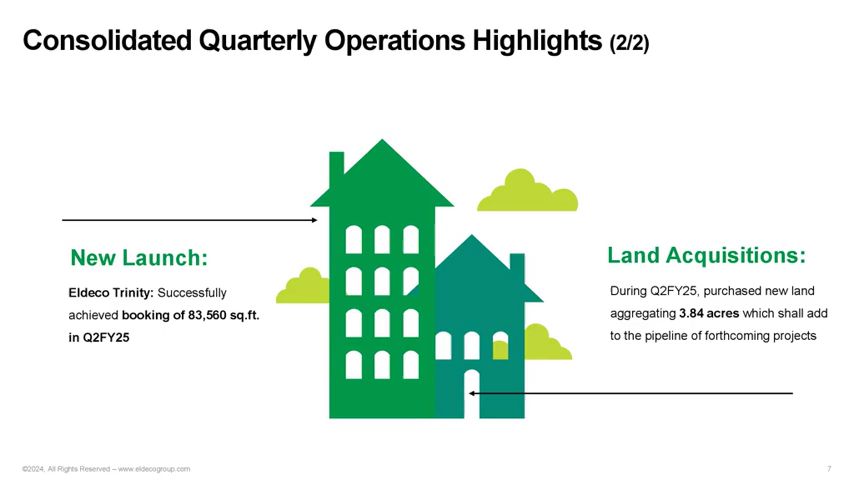 Consolidated Quarterly Operations Highlights (2/2)
New Launch:
Eldeco Trinity: Successfully
achieved booking of 83,560 sq.ft.
in Q2FY25
Land Acquisitions:
During Q2FY25, purchased new land
aggregating 3.84 acres which shall add
to the pipeline of forthcoming projects
©2024, All Rights Reserved – www.eldecogroup.com
7